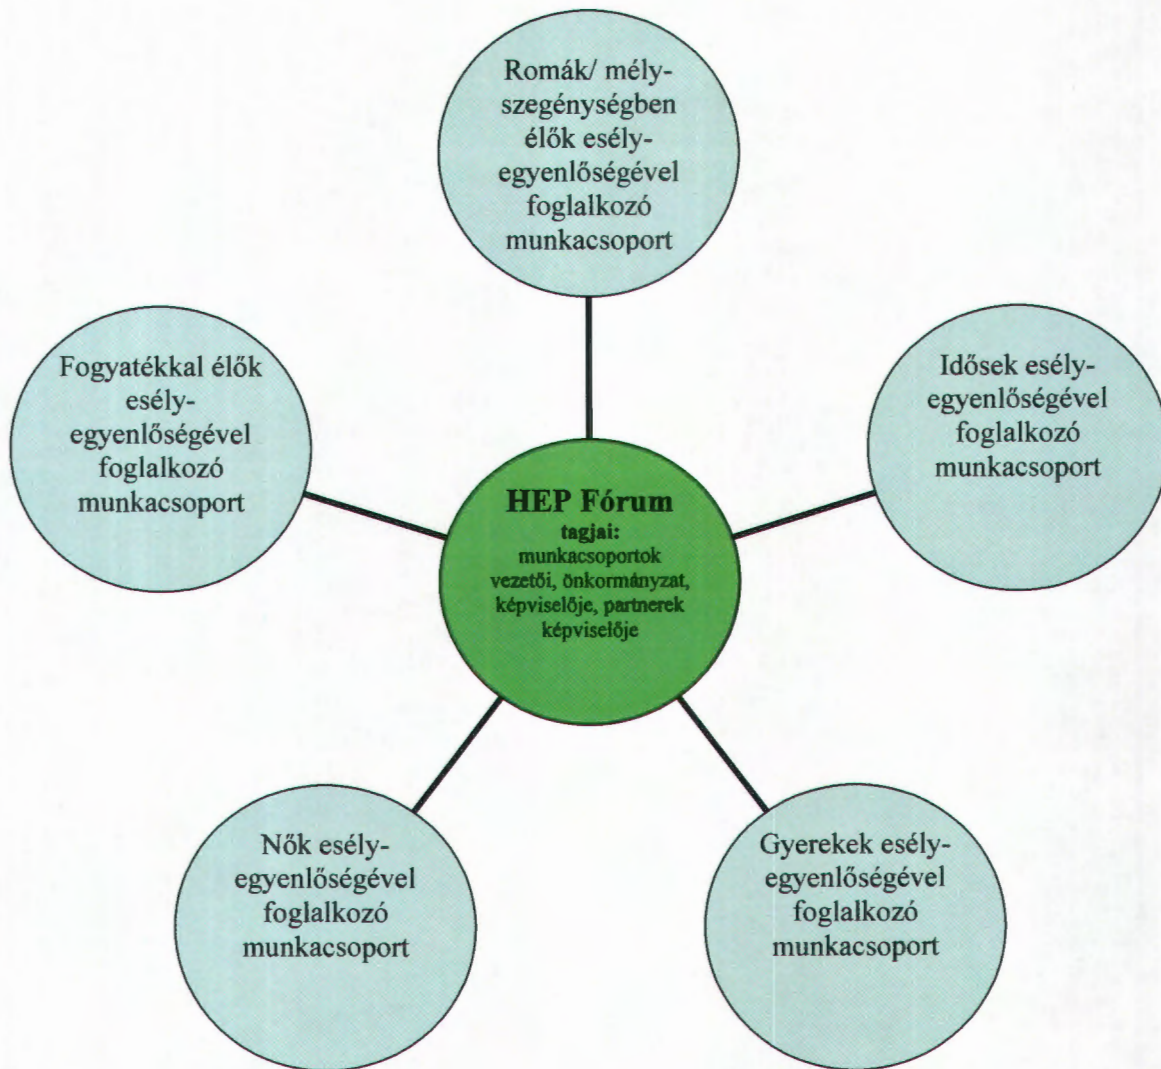 Romák/ mély-
szegénységben
élők esély-
egyenlőségével
foglalkozó
munkacsoport
Fogyatékkal élők
esély-
egyenlőségével
foglalkozó
munkacsoport
Idősek esély-
egyenlőségével
foglalkozó
munkacsoport
HEP Fórum
tagjai:
munkacsoportok
vezetői, önkormányzat,
képviselője, partnerek
képviselője
Nők esély-
egyenlőségével
foglalkozó
munkacsoport
Gyerekek esély-
egyenlőségével
foglalkozó
munkacsoport